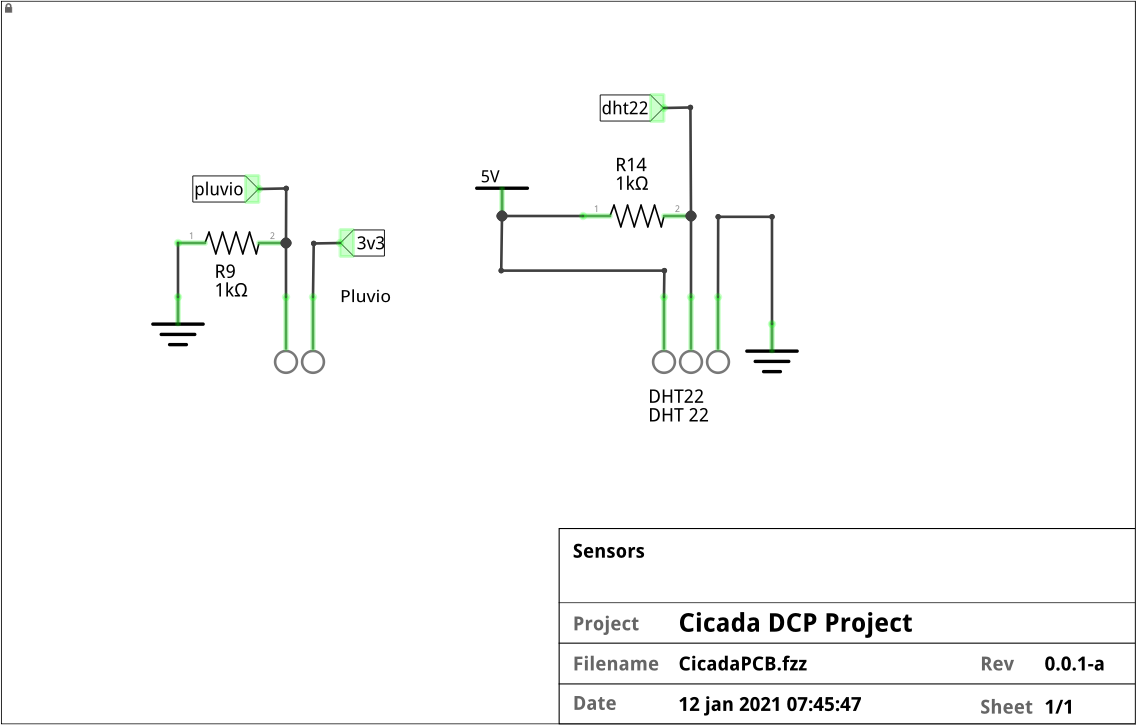 dht22
R14
1kΩ
5V
1
2
pluvio
1
2
3v3
R9
1kΩ
Pluvio
DHT22
DHT 22
Sensors
Project Cicada DCP Project
Filename CicadaPCB.fzz Rev 0.0.1-a
Date 12 jan 2021 07:45:47 Sheet 1/1